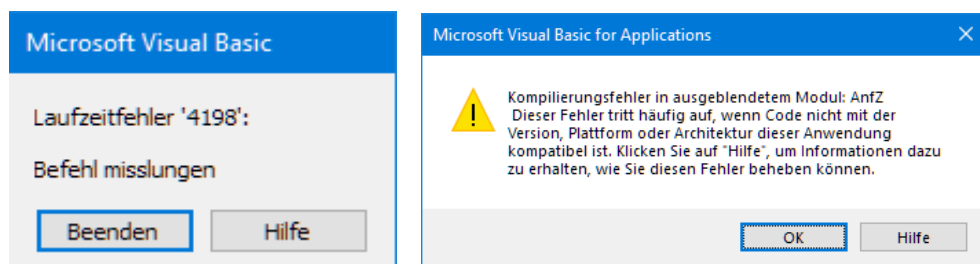 Microsoft Visual Basic
Laufzeitfehler '4198':
Befehl misslungen
Beenden
Hilfe
Microsoft Visual Basic for Applications
Kompilierungsfehler in ausgeblendetem Modul: AnfZ
Dieser Fehler tritt häufig auf, wenn Code nicht mit der
Version, Plattform oder Architektur dieser Anwendung
kompatibel ist. Klicken Sie auf "Hilfe", um Informationen dazu
zu erhalten, wie Sie diesen Fehler beheben können.
OK
Hilfe